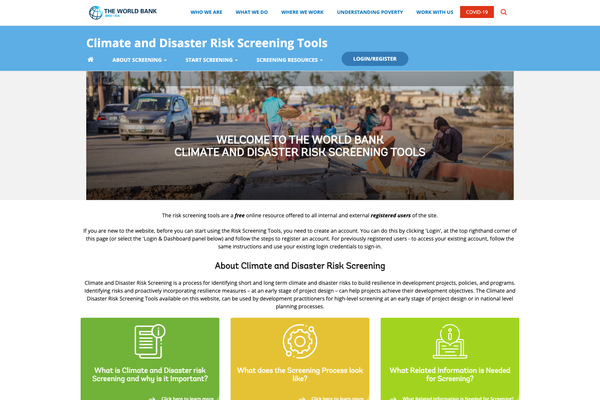 THE WORLD BANK
IBRD • IDA
WHO WE ARE
WHAT WE DO
WHERE WE WORK
UNDERSTANDING POVERTY
WORK WITH US
COVID-19
Climate and Disaster Risk Screening Tools
ABOUT SCREENING
START SCREENING
SCREENING RESOURCES
LOGIN/REGISTER
WELCOME TO THE WORLD BANK
CLIMATE AND DISASTER RISK SCREENING TOOLS
The risk screening tools are a free online resource offered to all internal and external registered users of the site.
If you are new to the website, before you can start using the Risk Screening Tools, you need to create an account. You can do this by clicking 'Login', at the top righthand corner of
this page (or select the 'Login & Dashboard panel below) and follow the steps to register an account. For previously registered users - to access your existing account, follow the
same instructions and use your existing login credentials to sign-in.
About Climate and Disaster Risk Screening
Climate and Disaster Risk Screening is a process for identifying short and long term climate and disaster risks to build resilience in development projects, policies, and programs.
Identifying risks and proactively incorporating resilience measures – at an early stage of project design – can help projects achieve their development objectives. The Climate and
Disaster Risk Screening Tools available on this website, can be used by development practitioners for high-level screening at an early stage of project design or in national level
planning processes.
What is Climate and Disaster risk
Screening and why is it Important?
Click here to learn more
What does the Screening Process look
like?
Click here to learn more
What Related Information is Needed
for Screening?
What Related Information is Needed for Screening?